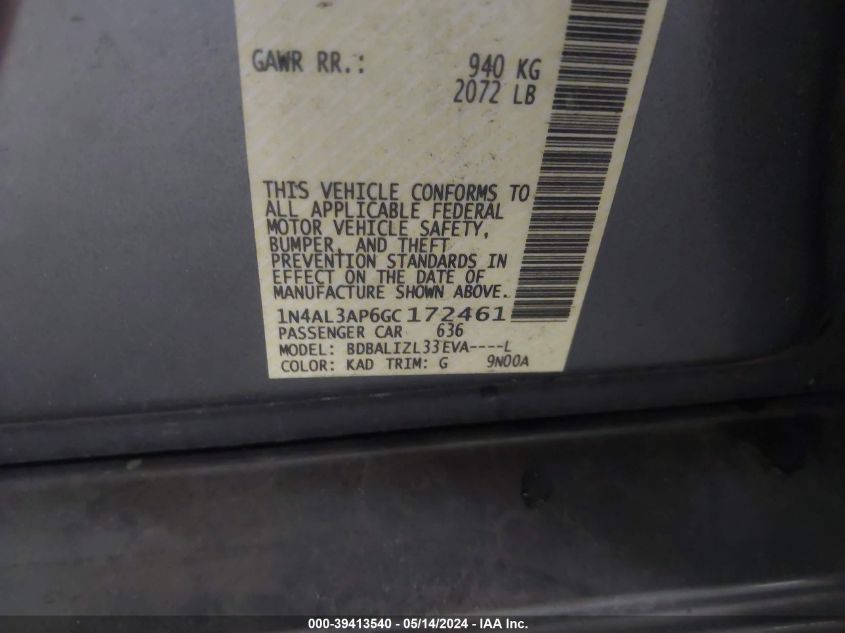 GAWR RR.: 940 KG
2072 LB
THIS VEHICLE CONFORMS TO
ALL APPLICABLE FEDERAL
MOTOR VEHICLE SAFETY,
BUMPER, AND THEFT
PREVENTION STANDARDS IN
EFFECT ON THE DATE OF
MANUFACTURE SHOWN ABOVE.
1N4AL3AP6GC172461
PASSENGER CAR 636
MODEL: BDBALIZL33EVA----L
COLOR: KAD TRIM: G 9N00A
000-39413540 - 05/14/2024 - IAA Inc.